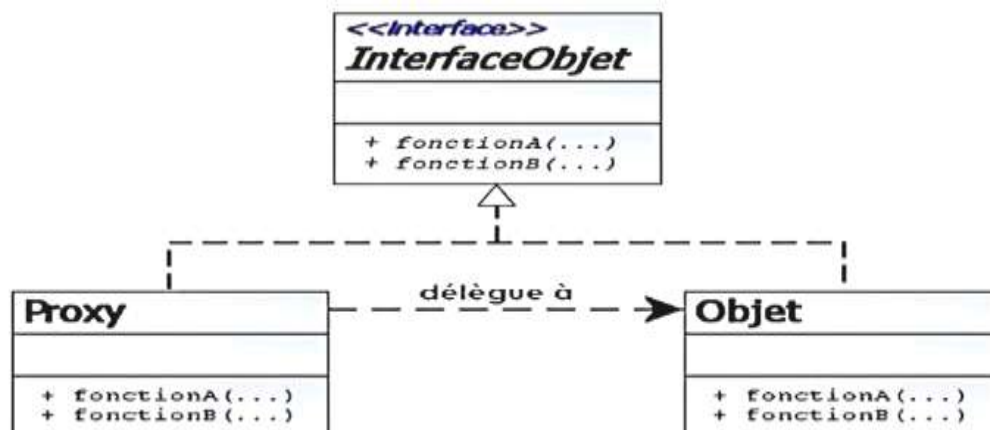 <<Interface>>
InterfaceObjet
+ fonctionA(...)
+ fonctionB(...)
délègue à
Proxy
+ fonctionA(...)
+ fonctionB(...)
Objet
+ fonctionA(...)
+ fonctionB(...)